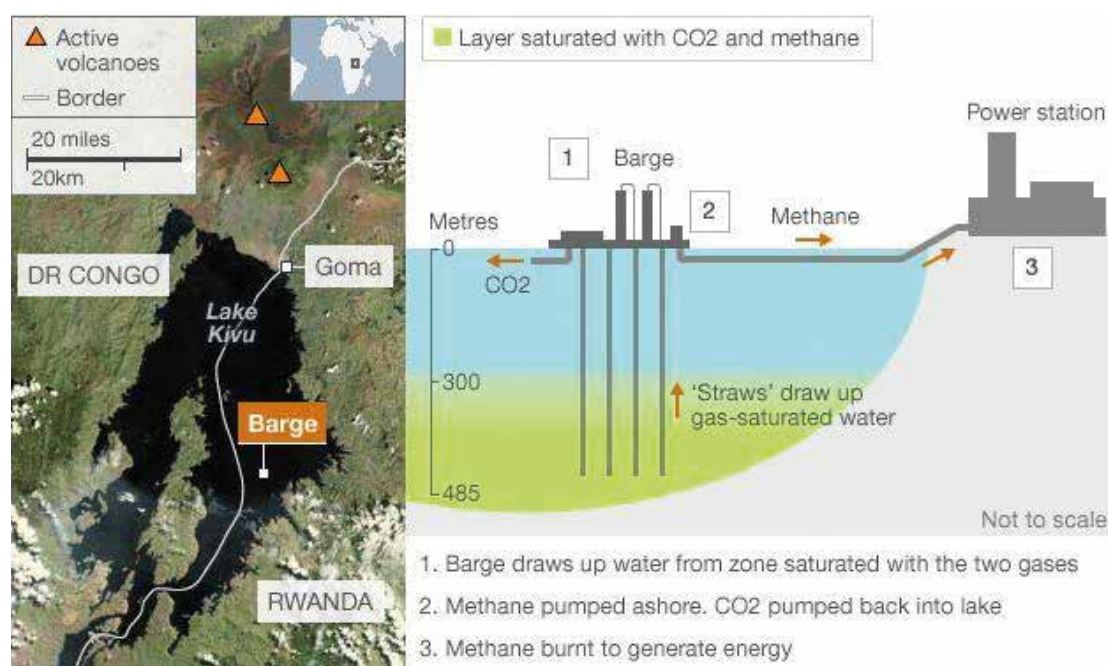 Active
volcanoes
Border
20 miles
20km
DR CONGO
Goma
Lake
Kivu
Barge
RWANDA
Layer saturated with CO2 and methane
Power station
1
Barge
2
Methane
Metres
0
CO2
3
300
'Straws' draw up
gas-saturated water
485
Not to scale
1. Barge draws up water from zone saturated with the two gases
2. Methane pumped ashore. CO2 pumped back into lake
3. Methane burnt to generate energy